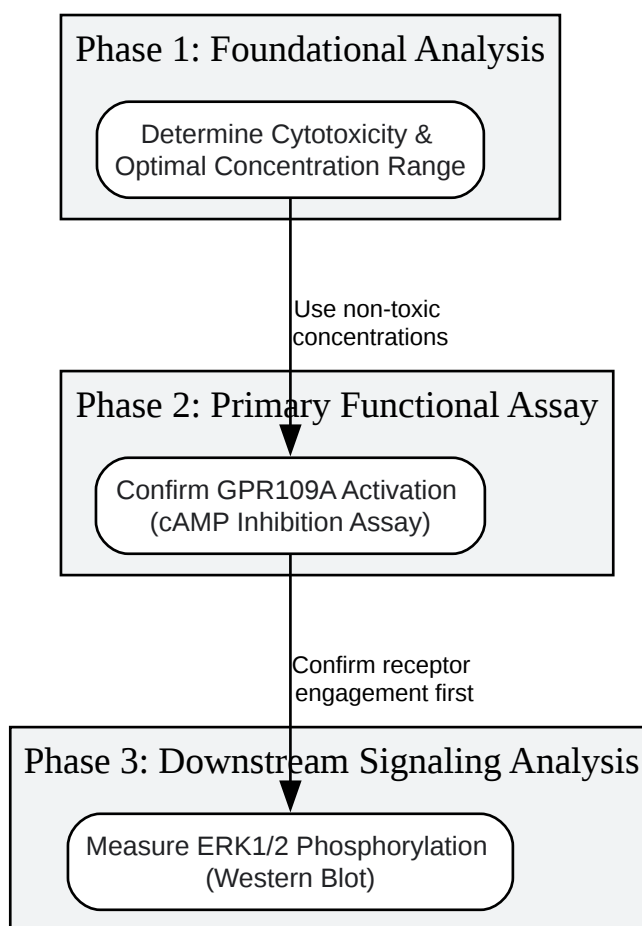 Phase 1: Foundational Analysis
Determine Cytotoxicity &
Optimal Concentration Range
Use non-toxic
concentrations
Phase 2: Primary Functional Assay
Confirm GPR109A Activation
(cAMP Inhibition Assay)
Confirm receptor
engagement first
Phase 3: Downstream Signaling Analysis
Measure ERK1/2 Phosphorylation
(Western Blot)